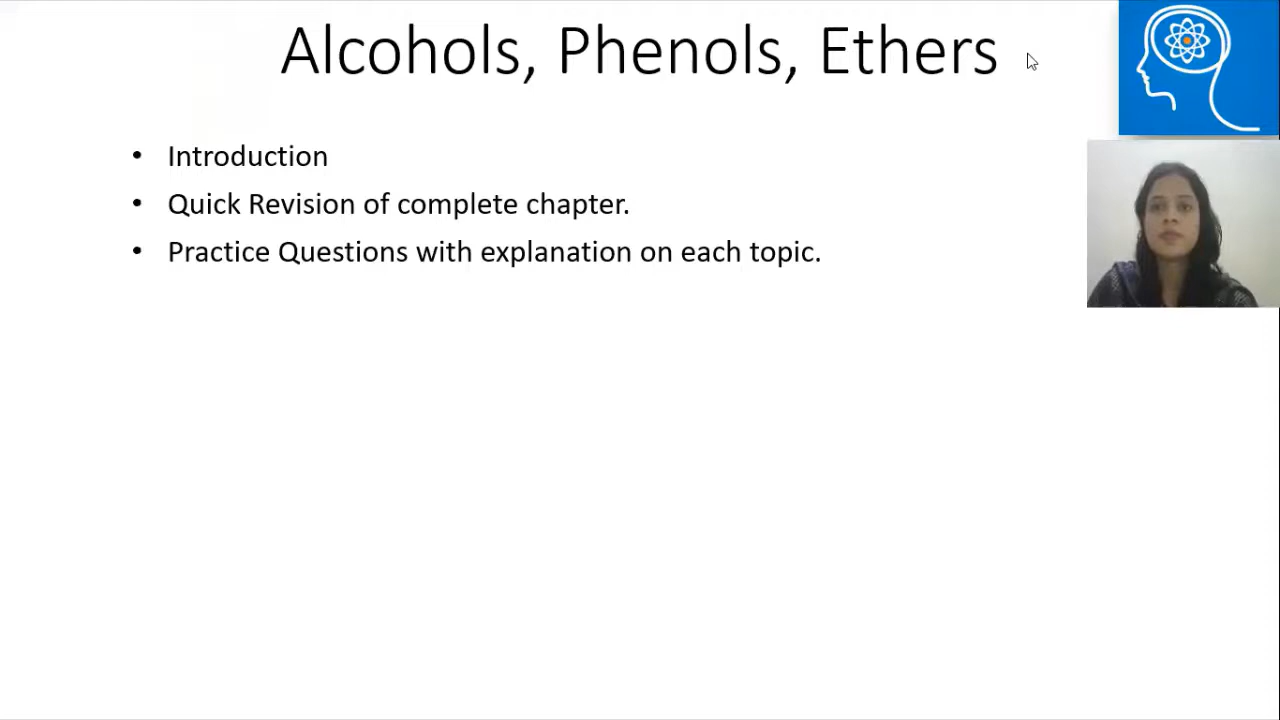 Alcohols, Phenols, Ethers
• Introduction
• Quick Revision of complete chapter.
• Practice Questions with explanation on each topic.